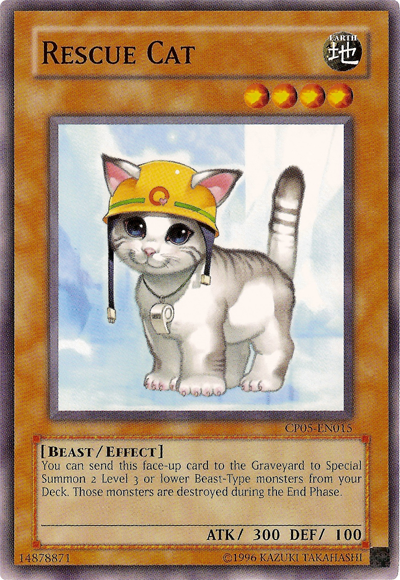 RESCUE CAT
EARTH
地
CP05-EN015
[BEAST/EFFECT]
You can send this face-up card to the Graveyard to Special
Summon 2 Level 3 or lower Beast-Type monsters from your
Deck. Those monsters are destroyed during the End Phase.
ATK/ 300 DEF/ 100
14878871
©1996 KAZUKI TAKAHASHI